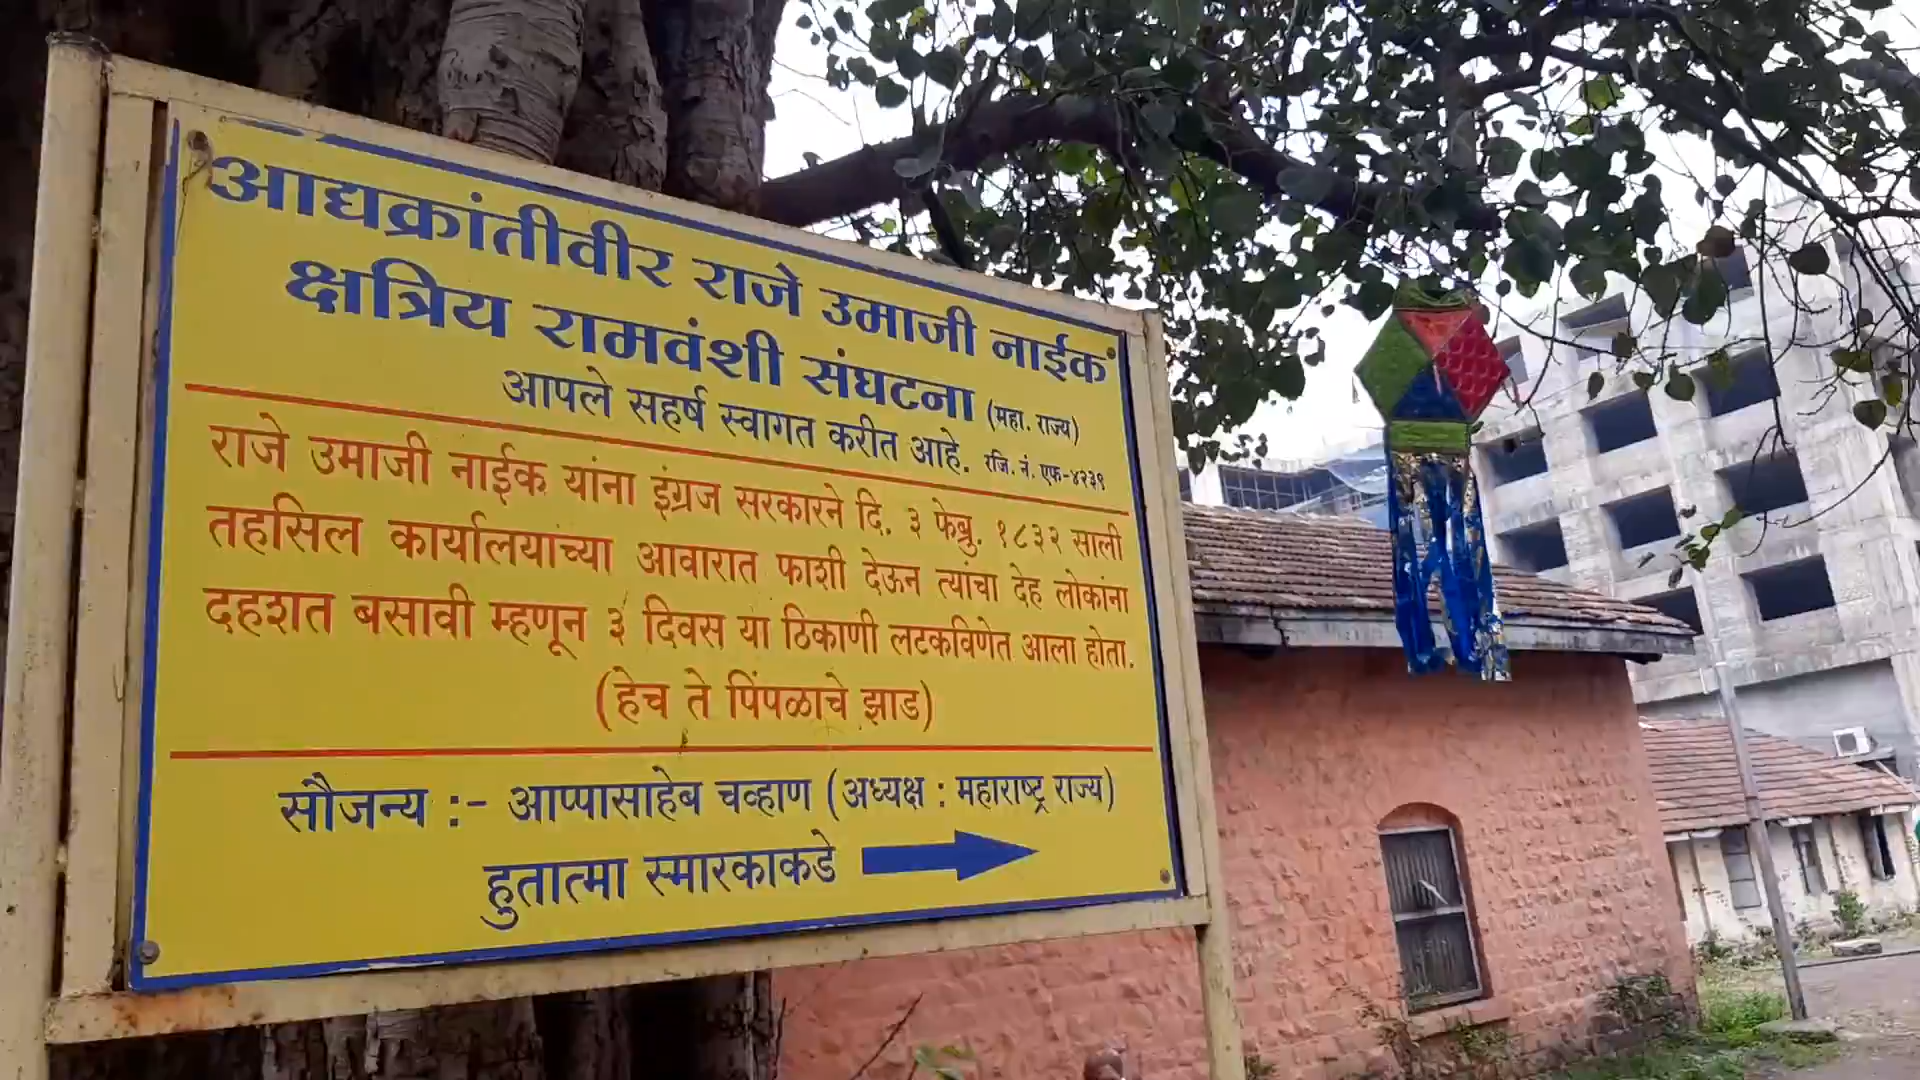 आद्यक्रांतीवीर राजे उमाजी नाईक
क्षत्रिय रामवंशी संघटना (महा. राज्य)
आपले सहर्ष स्वागत करीत आहे. रजि. नं. एफ-४२३९
राजे उमाजी नाईक यांना इंग्रज सरकारने दि. ३ फेब्रु. १८३२ साली
तहसिल कार्यालयांच्या आवारात फाशी देऊन त्यांचा देह लोकांना
दहशत बसावी म्हणून ३ दिवस या ठिकाणी लटकविणेत आला होता.
(हेच ते पिंपळाचे झाड)
सौजन्य :- आप्पासाहेब चव्हाण (अध्यक्ष : महाराष्ट्र राज्य)
हुतात्मा स्मारकाकडे